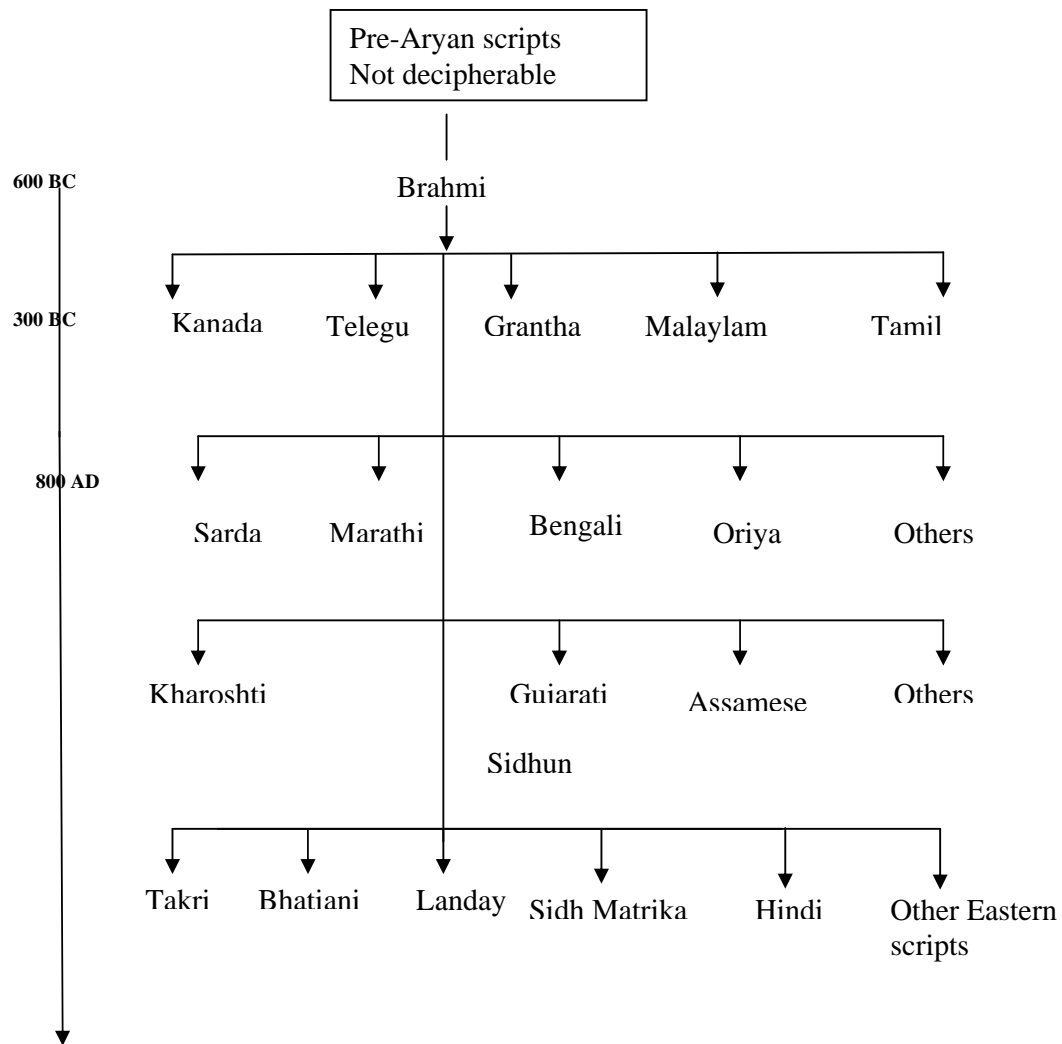 Pre-Aryan scripts
Not decipherable
600 BC
Brahmi
300 BC
Kanada
Telegu
Grantha
Malaylam
Tamil
800 AD
Sarda
Marathi
Bengali
Oriya
Others
Kharoshti
Gujarati
Assamese
Others
Sidhun
Takri
Bhatiani
Landay
Sidh Matrika
Hindi
Other Eastern
scripts